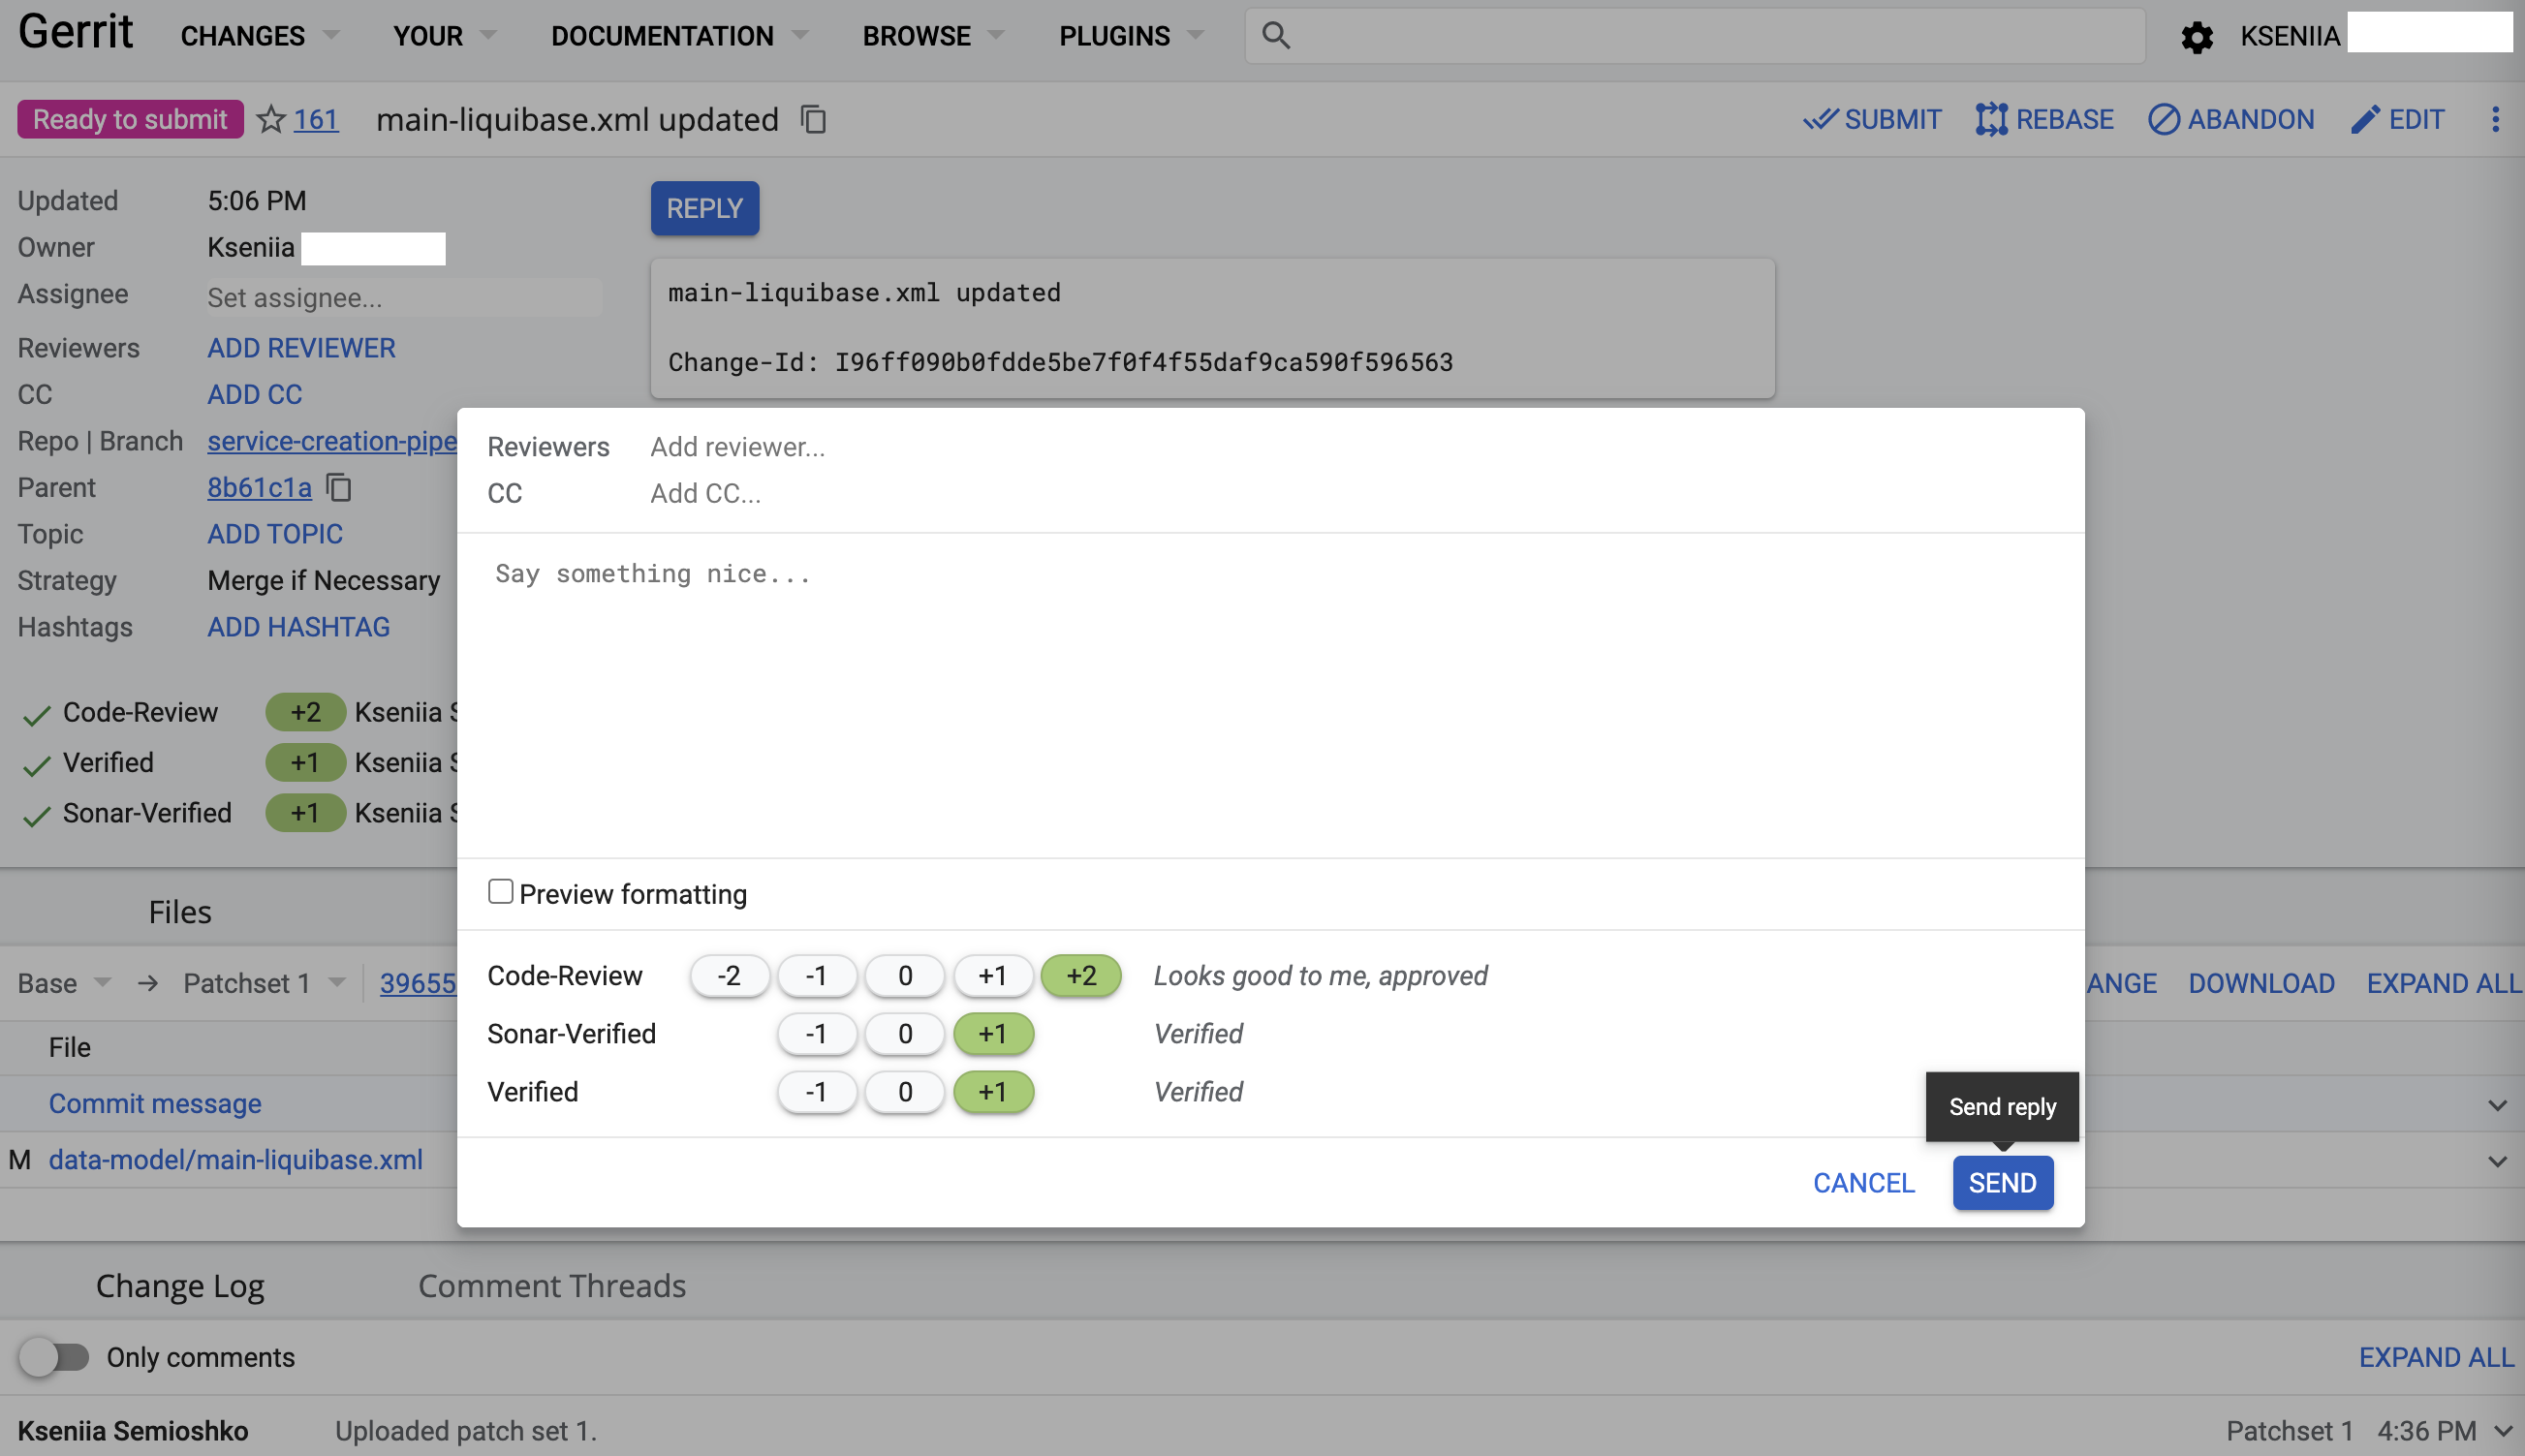 Gerrit CHANGES YOUR DOCUMENTATION BROWSE PLUGINS KSENIIA
Ready to submit 161 main-liquibase.xml updated SUBMIT REBASE ABANDON EDIT
Updated 5:06 PM
REPLY
Owner Kseniia
Assignee Set assignee...
main-liquibase.xml updated
Reviewers ADD REVIEWER
Change-Id: I96ff090b0fdde5be7f0f4f55daf9ca590f596563
CC ADD CC
Repo | Branch service-creation-pipe
Parent 8b61c1a
Topic ADD TOPIC
Strategy Merge if Necessary
Hashtags ADD HASHTAG
Code-Review +2 Kseniia S
Verified +1 Kseniia S
Sonar-Verified +1 Kseniia S
Reviewers Add reviewer...
CC Add CC...
Say something nice...
Preview formatting
Code-Review -2 -1 0 +1 +2 Looks good to me, approved
Sonar-Verified -1 0 +1 Verified
Verified -1 0 +1 Verified
Send reply
CANCEL SEND
Files
Base → Patchset 1 39655 ANGE DOWNLOAD EXPAND ALL
File
Commit message
M data-model/main-liquibase.xml
Change Log Comment Threads
Only comments EXPAND ALL
Kseniia Semioshko Uploaded patch set 1. Patchset 1 4:36 PM